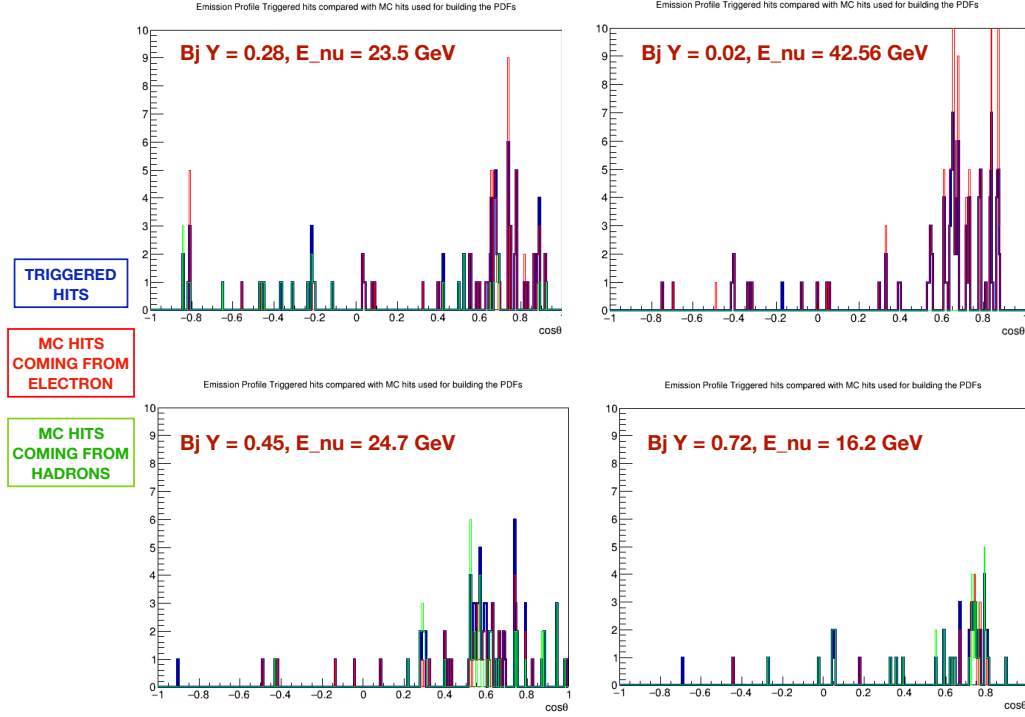 Emission Profile Triggered hits compared with MC hits used for building the PDFs
Bj Y = 0.28, E_nu = 23.5 GeV
10
9
8
7
6
5
4
3
2
1
0
−1 −0.8 −0.6 −0.4 −0.2 0 0.2 0.4 0.6 0.8 1
cosθ
Emission Profile Triggered hits compared with MC hits used for building the PDFs
Bj Y = 0.02, E_nu = 42.56 GeV
10
9
8
7
6
5
4
3
2
1
0
−1 −0.8 −0.6 −0.4 −0.2 0 0.2 0.4 0.6 0.8 1
cosθ
TRIGGERED
HITS
MC HITS
COMING FROM
ELECTRON
MC HITS
COMING FROM
HADRONS
Emission Profile Triggered hits compared with MC hits used for building the PDFs
Bj Y = 0.45, E_nu = 24.7 GeV
10
9
8
7
6
5
4
3
2
1
0
−1 −0.8 −0.6 −0.4 −0.2 0 0.2 0.4 0.6 0.8 1
cosθ
Emission Profile Triggered hits compared with MC hits used for building the PDFs
Bj Y = 0.72, E_nu = 16.2 GeV
10
9
8
7
6
5
4
3
2
1
0
−1 −0.8 −0.6 −0.4 −0.2 0 0.2 0.4 0.6 0.8 1
cosθ